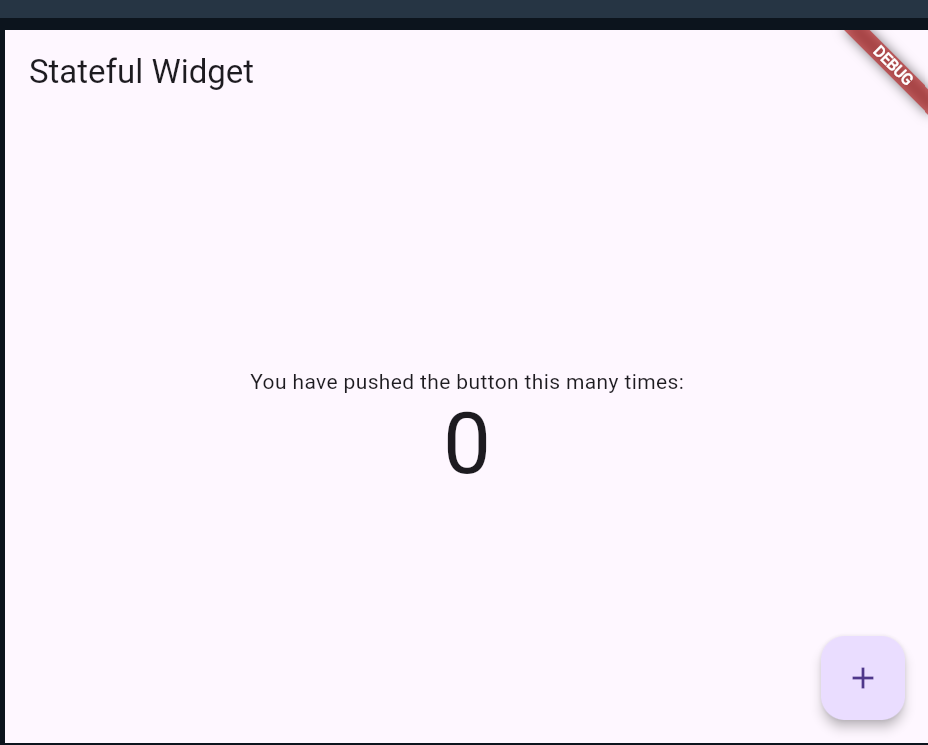 Stateful Widget
DEBUG
You have pushed the button this many times:
0
+